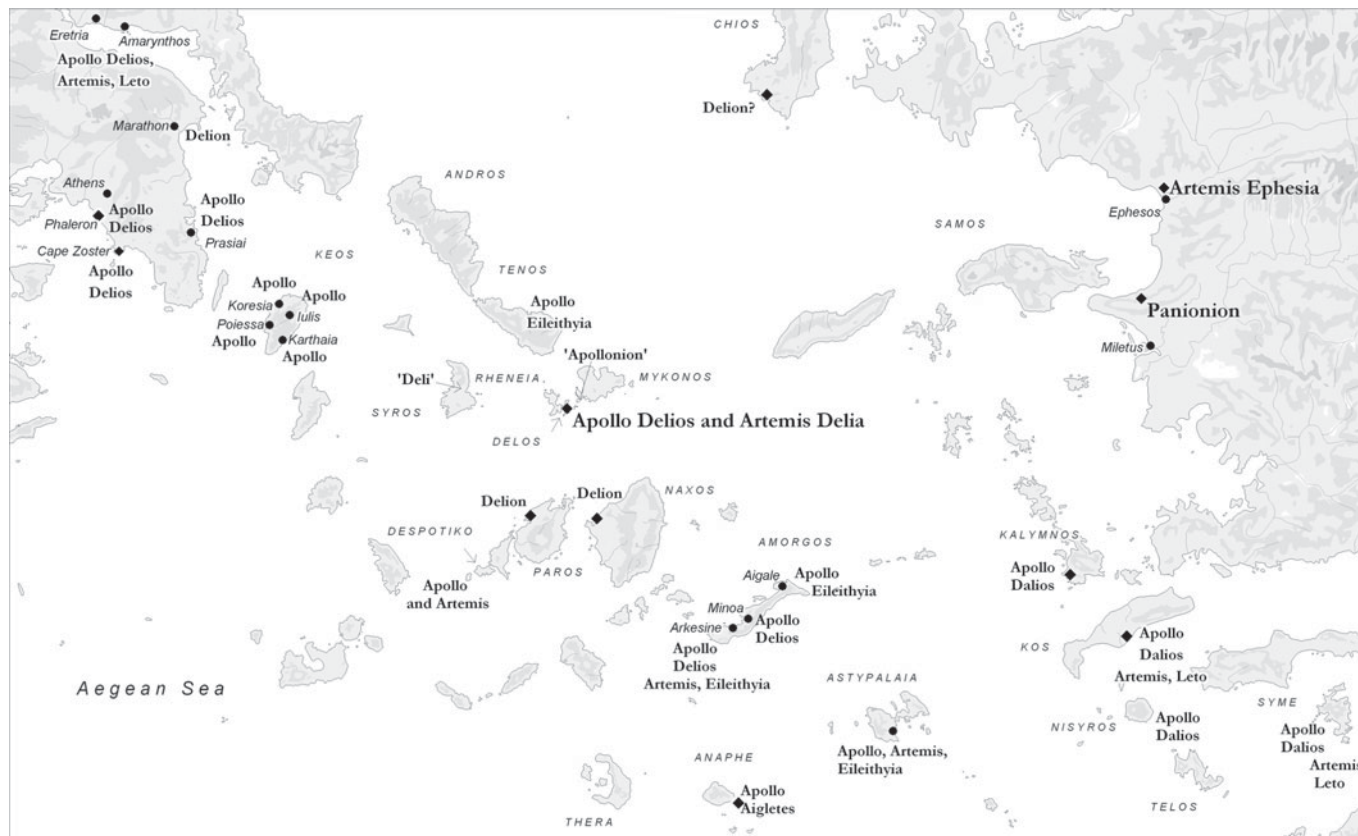 Eretria
Amarynthos
Apollo Delios,
Artemis, Leto
CHIOS
Delion?
Marathon
Delion
Athens
Phaleron
Apollo
Delios
Cape Zoster
Apollo
Delios
Apollo
Delios
Prasiai
KEOS
Apollo
Koresia
Apollo
Iulis
Poiessa
Apollo
Karthaia
Apollo
ANDROS
TENOS
Apollo
Eileithyia
SAMOS
Artemis Ephesia
Ephesos
Panionion
Miletus
'Apollonion'
'Deli'
RHENEIA
MYKONOS
SYROS
Apollo Delios and Artemis Delia
DELOS
Delion
Delion
NAXOS
DESPOTIKO
PAROS
Apollo
and Artemis
AMORGOS
Aigale
Apollo
Eileithyia
Minoa
Apollo
Delios
Arkesine
Apollo
Delios
Artemis, Eileithyia
KALYMNOS
Apollo
Dalios
KOS
Apollo
Dalios
Artemis, Leto
Aegean Sea
ASTYPALAIA
Apollo, Artemis,
Eileithyia
NISYROS
Apollo
Dalios
SYME
Apollo
Dalios
Artemis
Leto
TELOS
ANAPHE
Apollo
Aigletes
THERA